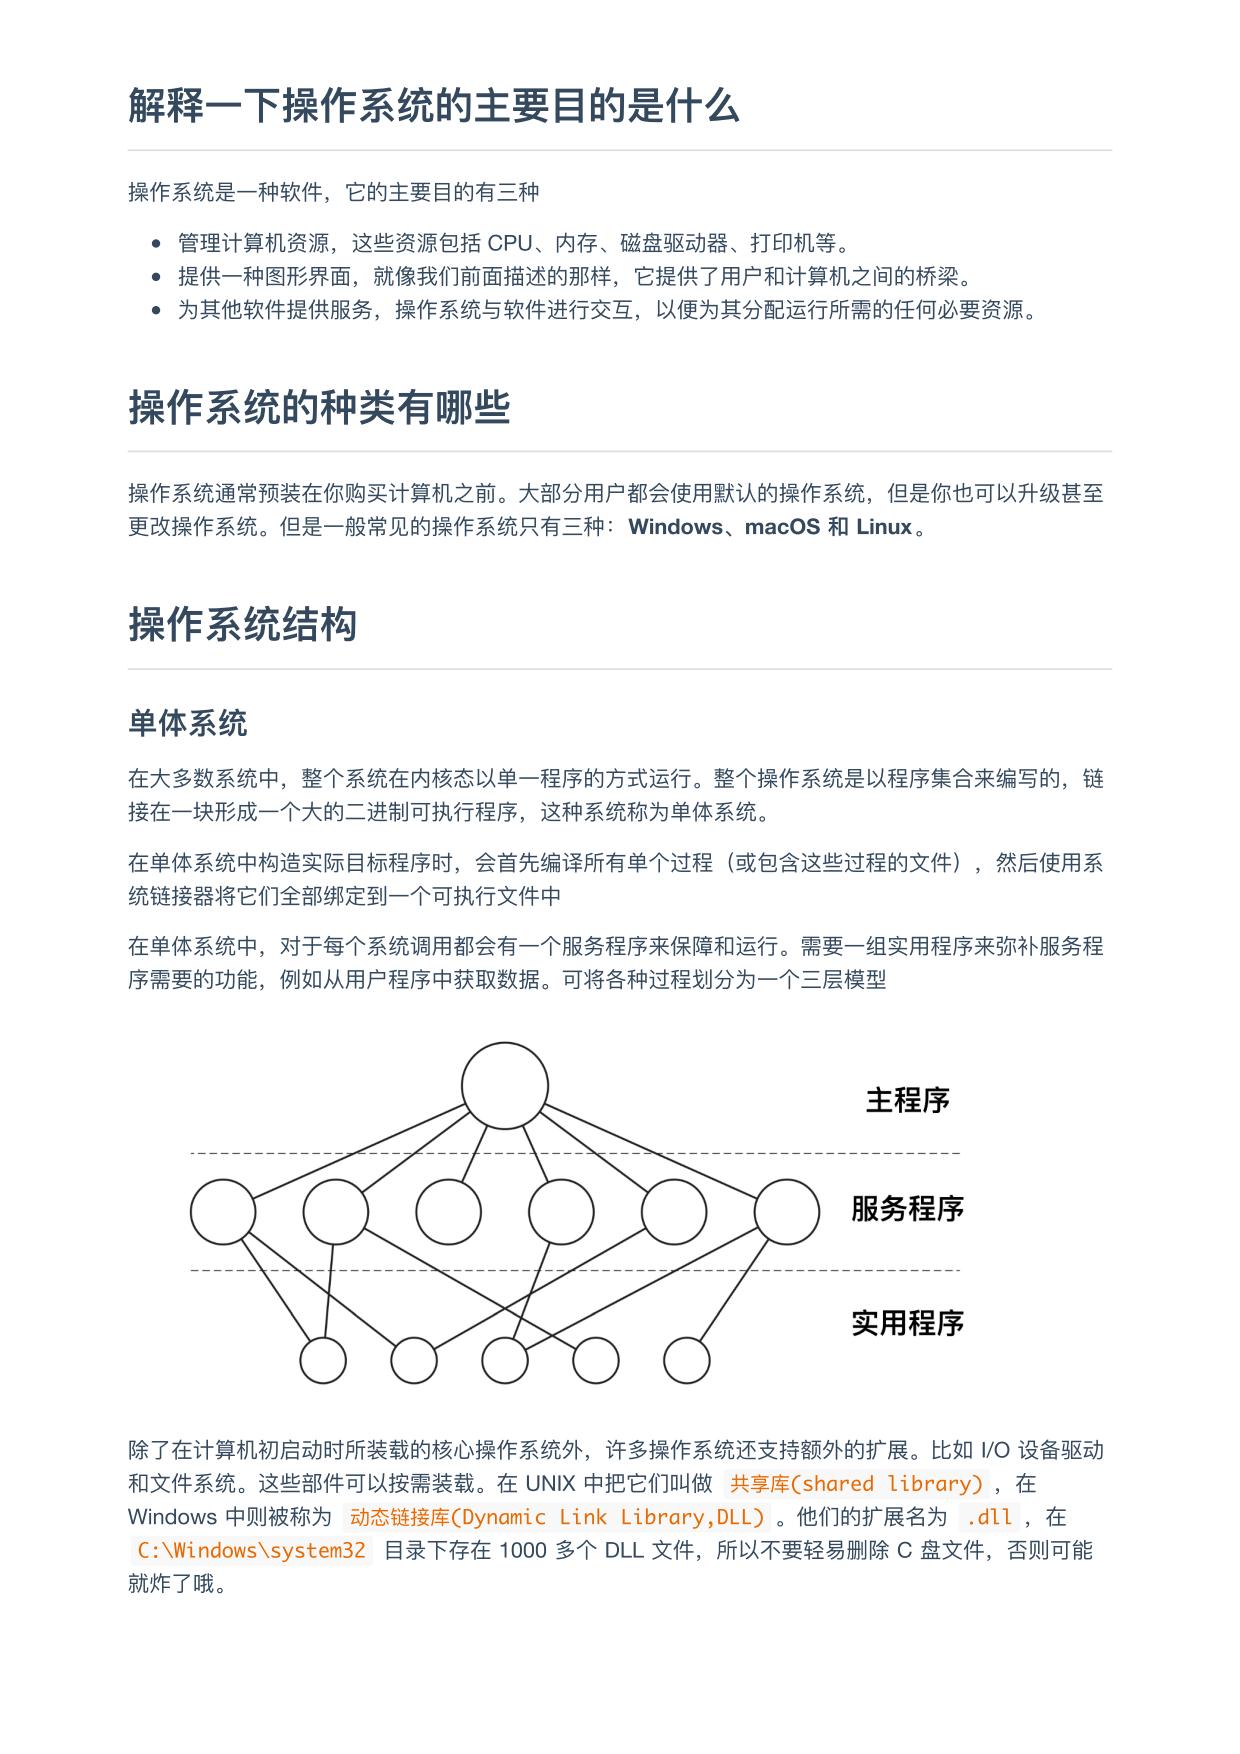 解释一下操作系统的主要目的是什么
操作系统是一种软件，它的主要目的有三种
管理计算机资源，这些资源包括 CPU、内存、磁盘驱动器、打印机等。
提供一种图形界面，就像我们前面描述的那样，它提供了用户和计算机之间的桥梁。
为其他软件提供服务，操作系统与软件进行交互，以便为其分配运行所需的任何必要资源。
操作系统的种类有哪些
操作系统通常预装在你购买计算机之前。大部分用户都会使用默认的操作系统，但是你也可以升级甚至
更改操作系统。但是一般常见的操作系统只有三种：Windows、macOS 和 Linux。
操作系统结构
单体系统
在大多数系统中，整个系统在内核态以单一程序的方式运行。整个操作系统是以程序集合来编写的，链
接在一块形成一个大的二进制可执行程序，这种系统称为单体系统。
在单体系统中构造实际目标程序时，会首先编译所有单个过程（或包含这些过程的文件），然后使用系
统链接器将它们全部绑定到一个可执行文件中
在单体系统中，对于每个系统调用都会有一个服务程序来保障和运行。需要一组实用程序来弥补服务程
序需要的功能，例如从用户程序中获取数据。可将各种过程划分为一个三层模型
主程序
服务程序
实用程序
除了在计算机初启动时所装载的核心操作系统外，许多操作系统还支持额外的扩展。比如 I/O 设备驱动
和文件系统。这些部件可以按需装载。在 UNIX 中把它们叫做 共享库(shared library)，在
Windows 中则被称为 动态链接库(Dynamic Link Library,DLL)。他们的扩展名为 .dll，在
C:\Windows\system32 目录下存在 1000 多个 DLL 文件，所以不要轻易删除 C 盘文件，否则可能
就炸了哦。